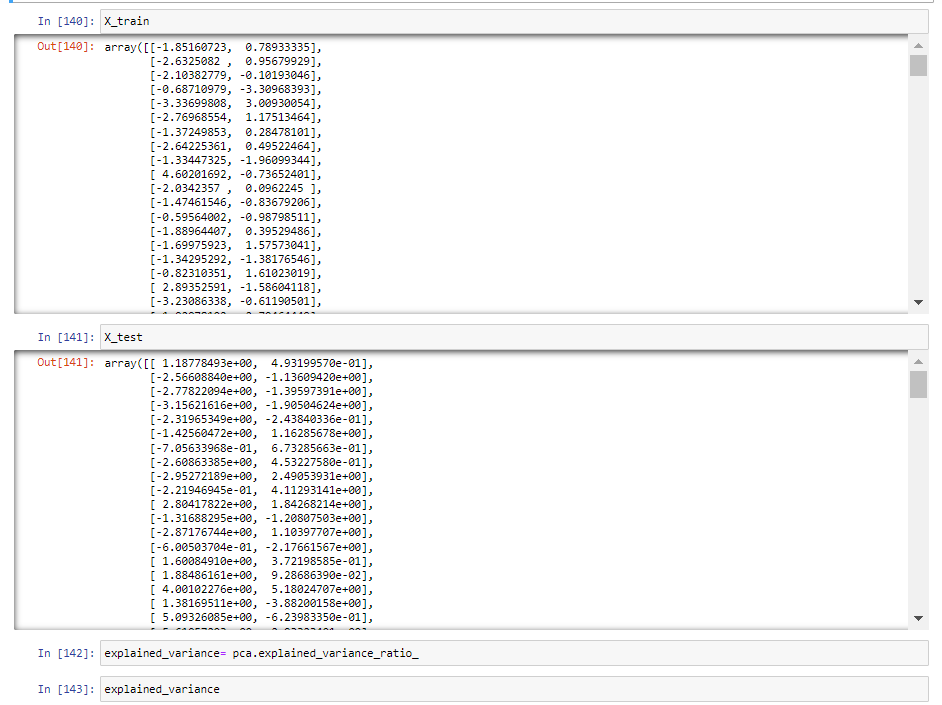 In [140]: X_train
Out[140]: array([[-1.85160723,  0.78933335],
[-2.6325082 ,  0.95679929],
[-2.10382779, -0.10193046],
[-0.68710979, -3.30968393],
[-3.33699808,  3.00930054],
[-2.76968554,  1.17513464],
[-1.37249853,  0.28478101],
[-2.64225361,  0.49522464],
[-1.33447325, -1.96099344],
[ 4.60201692, -0.73652401],
[-2.0342357 ,  0.0962245 ],
[-1.47461546, -0.83679206],
[-0.59564002, -0.98798511],
[-1.88964407,  0.39529486],
[-1.69975923,  1.57573041],
[-1.34295292, -1.38176546],
[-0.82310351,  1.61023019],
[ 2.89352591, -1.58604118],
[-3.23086338, -0.61190501],
In [141]: X_test
Out[141]: array([[ 1.18778493e+00,  4.93199570e-01],
[-2.56608840e+00, -1.13609420e+00],
[-2.77822094e+00, -1.39597391e+00],
[-3.15621616e+00, -1.90504624e+00],
[-2.31965349e+00, -2.43840336e-01],
[-1.42560472e+00,  1.16285678e+00],
[-7.05633968e-01,  6.73285663e-01],
[-2.60863385e+00,  4.53227580e-01],
[-2.95272189e+00,  2.49053931e+00],
[-2.21946945e-01,  4.11293141e+00],
[ 2.80417822e+00,  1.84268214e+00],
[-1.31688295e+00, -1.20807503e+00],
[-2.87176744e+00,  1.10397707e+00],
[-6.00503704e-01, -2.17661567e+00],
[ 1.60084910e+00,  3.72198585e-01],
[ 1.88486161e+00,  9.28686390e-02],
[ 4.00102276e+00,  5.18024707e+00],
[ 1.38169511e+00, -3.88200158e+00],
[ 5.09326085e+00, -6.23983350e-01],
In [142]: explained_variance= pca.explained_variance_ratio_
In [143]: explained_variance